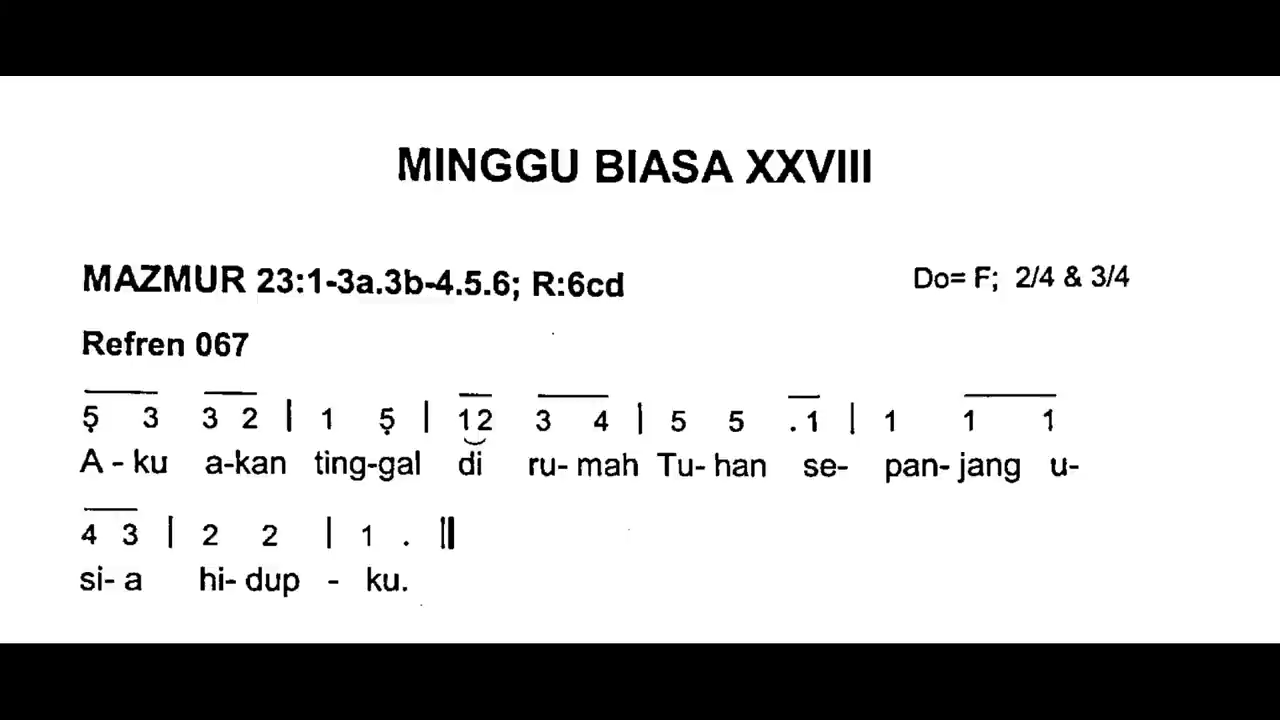 MINGGU BIASA XXVIII
MAZMUR 23:1-3a.3b-4.5.6; R:6cd Do= F; 2/4 & 3/4
Refren 067
5̣ 3 3 2 | 1 5̣ | 12 3 4 | 5 5 .1 | 1 1 1
A - ku a-kan ting-gal di ru- mah Tu- han se- pan- jang u-
4 3 | 2 2 | 1 . ||
si- a hi- dup - ku.